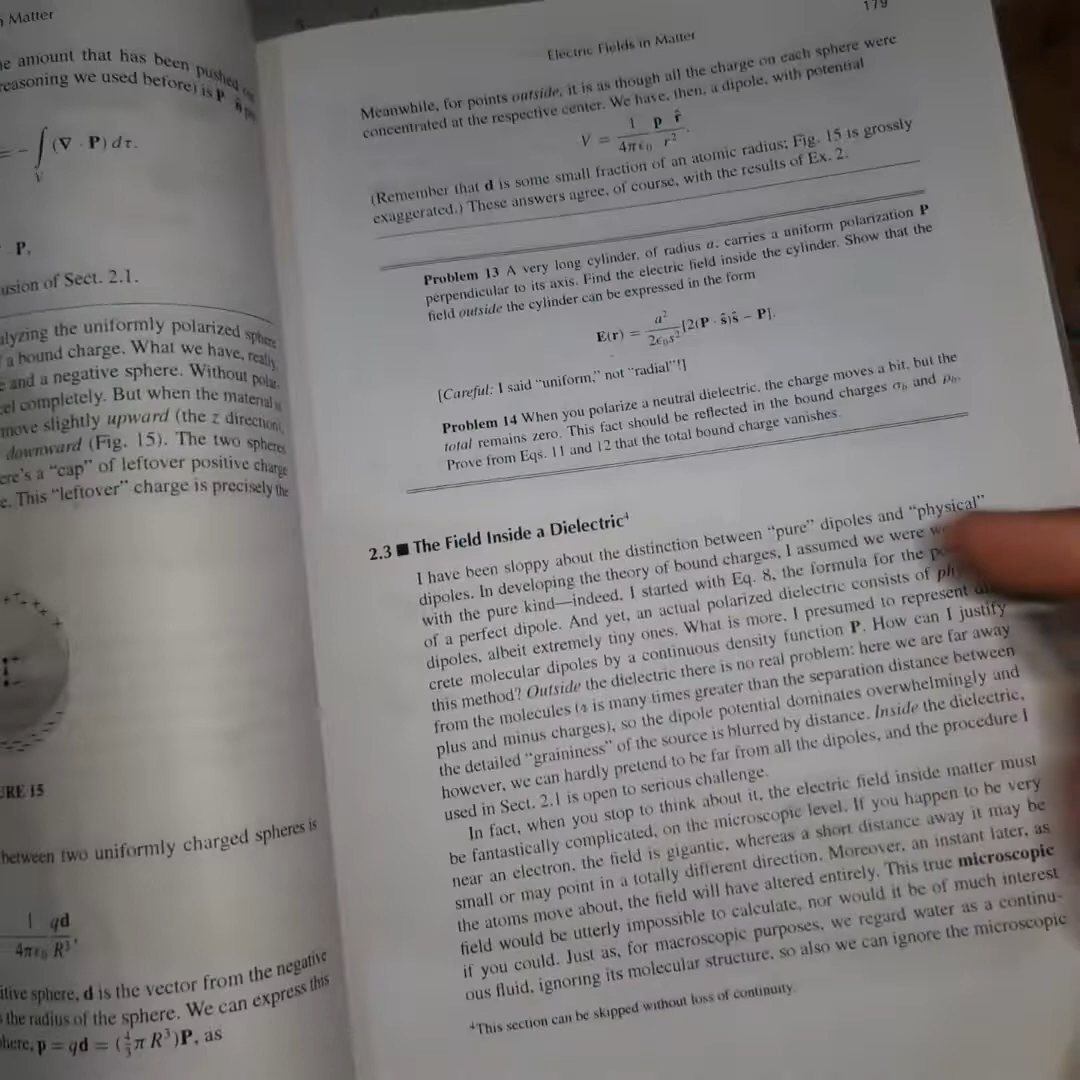 n Matter
e amount that has been pushed
reasoning we used before) is P
= - ∫ (∇ · P) dτ.
V
P,
usion of Sect. 2.1.
alyzing the uniformly polarized sphere
a bound charge. What we have, really,
e and a negative sphere. Without polar
cel completely. But when the material
move slightly upward (the z direction)
downward (Fig. 15). The two spheres
ere's a "cap" of leftover positive charge
e. This "leftover" charge is precisely the
URE 15
between two uniformly charged spheres is
1/4πε₀ qd/R³,
itive sphere, d is the vector from the negative
the radius of the sphere. We can express this
here, p = qd = (4/3 π R³)P, as
179
Electric Fields in Matter
Meanwhile, for points outside, it is as though all the charge on each sphere were
concentrated at the respective center. We have, then, a dipole, with potential
V = 1/4πε₀ P · r̂/r².
(Remember that d is some small fraction of an atomic radius; Fig. 15 is grossly
exaggerated.) These answers agree, of course, with the results of Ex. 2.
Problem 13 A very long cylinder, of radius a, carries a uniform polarization P
perpendicular to its axis. Find the electric field inside the cylinder. Show that the
field outside the cylinder can be expressed in the form
E(r) = a²/2ε₀s² [2(P · ŝ)ŝ − P].
[Careful: I said "uniform," not "radial"!]
Problem 14 When you polarize a neutral dielectric, the charge moves a bit, but the
total remains zero. This fact should be reflected in the bound charges σb and ρb.
Prove from Eqs. 11 and 12 that the total bound charge vanishes.
2.3 ■ The Field Inside a Dielectric⁴
I have been sloppy about the distinction between "pure" dipoles and "physical"
dipoles. In developing the theory of bound charges, I assumed we were
with the pure kind—indeed, I started with Eq. 8, the formula for the
of a perfect dipole. And yet, an actual polarized dielectric consists of
dipoles, albeit extremely tiny ones. What is more, I presumed to represent
crete molecular dipoles by a continuous density function P. How can I justify
this method? Outside the dielectric there is no real problem: here we are far away
from the molecules (𝓇 is many times greater than the separation distance between
plus and minus charges), so the dipole potential dominates overwhelmingly and
the detailed "graininess" of the source is blurred by distance. Inside the dielectric,
however, we can hardly pretend to be far from all the dipoles, and the procedure I
used in Sect. 2.1 is open to serious challenge.
In fact, when you stop to think about it, the electric field inside matter must
be fantastically complicated, on the microscopic level. If you happen to be very
near an electron, the field is gigantic, whereas a short distance away it may be
small or may point in a totally different direction. Moreover, an instant later, as
the atoms move about, the field will have altered entirely. This true microscopic
field would be utterly impossible to calculate, nor would it be of much interest
if you could. Just as, for macroscopic purposes, we regard water as a continu-
ous fluid, ignoring its molecular structure, so also we can ignore the microscopic
⁴This section can be skipped without loss of continuity.